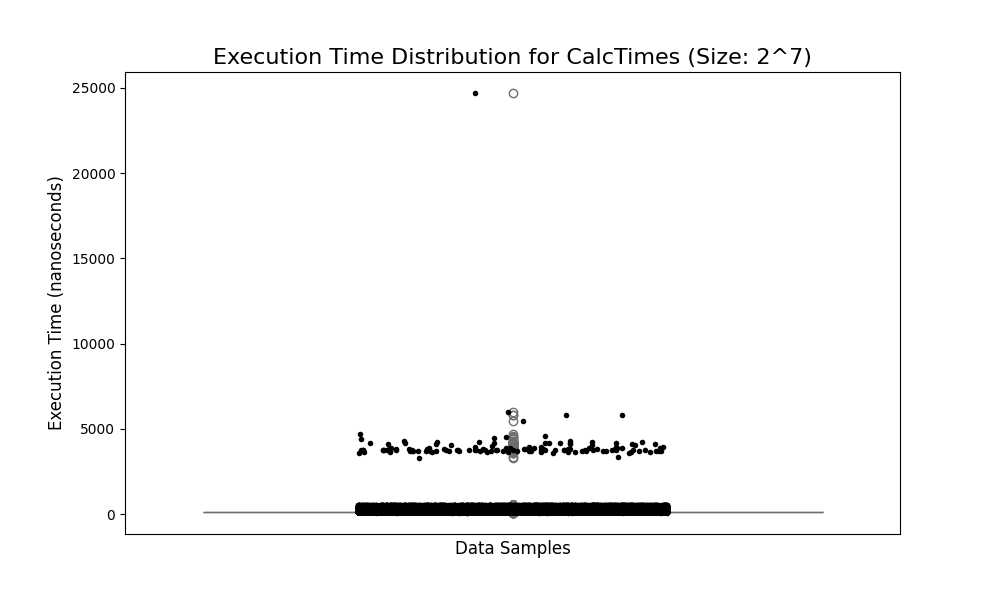 Execution Time Distribution for CalcTimes (Size: 2^7)
25000
20000
15000
10000
5000
0
Execution Time (nanoseconds)
Data Samples